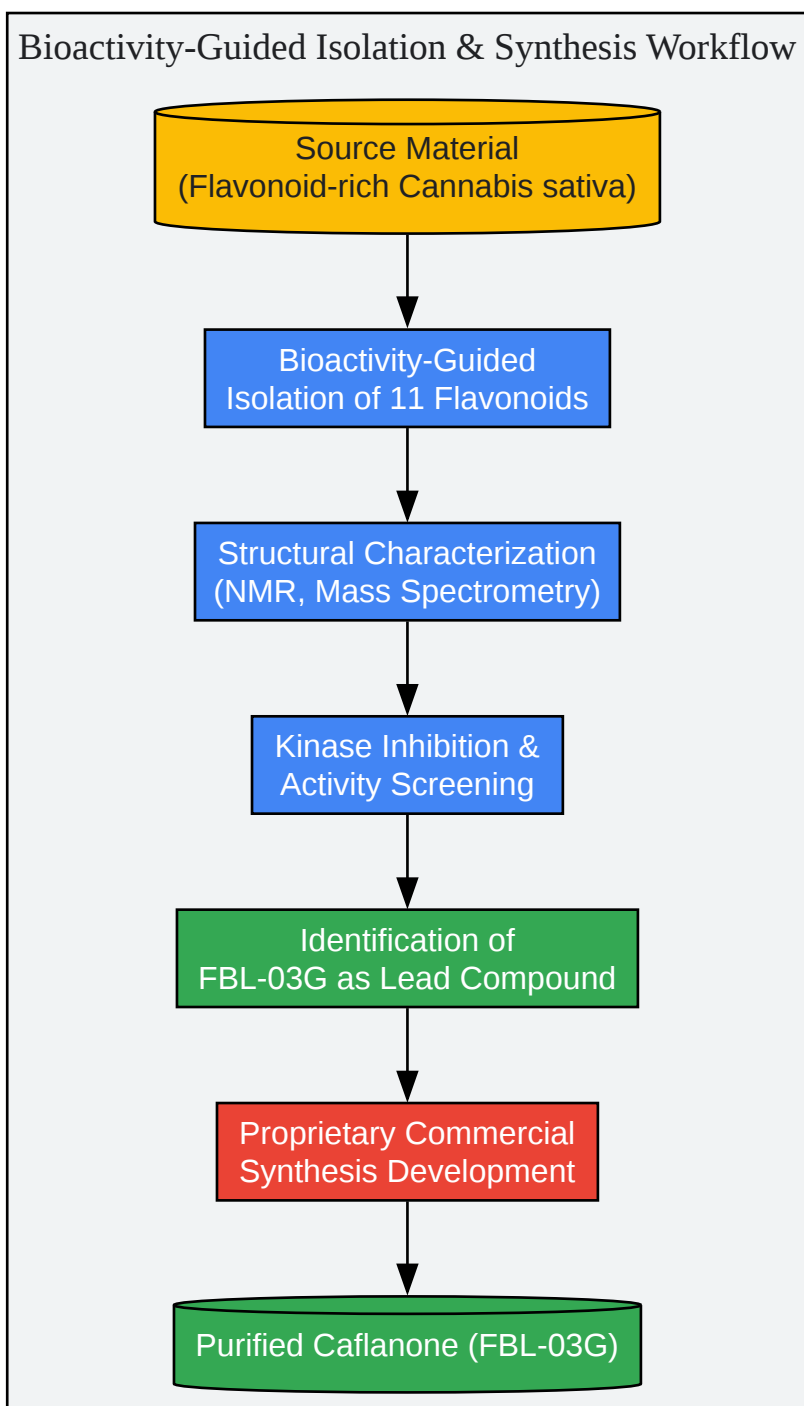 Bioactivity-Guided Isolation & Synthesis Workflow
Source Material
(Flavonoid-rich Cannabis sativa)
Bioactivity-Guided
Isolation of 11 Flavonoids
Structural Characterization
(NMR, Mass Spectrometry)
Kinase Inhibition &
Activity Screening
Identification of
FBL-03G as Lead Compound
Proprietary Commercial
Synthesis Development
Purified Caflanone (FBL-03G)